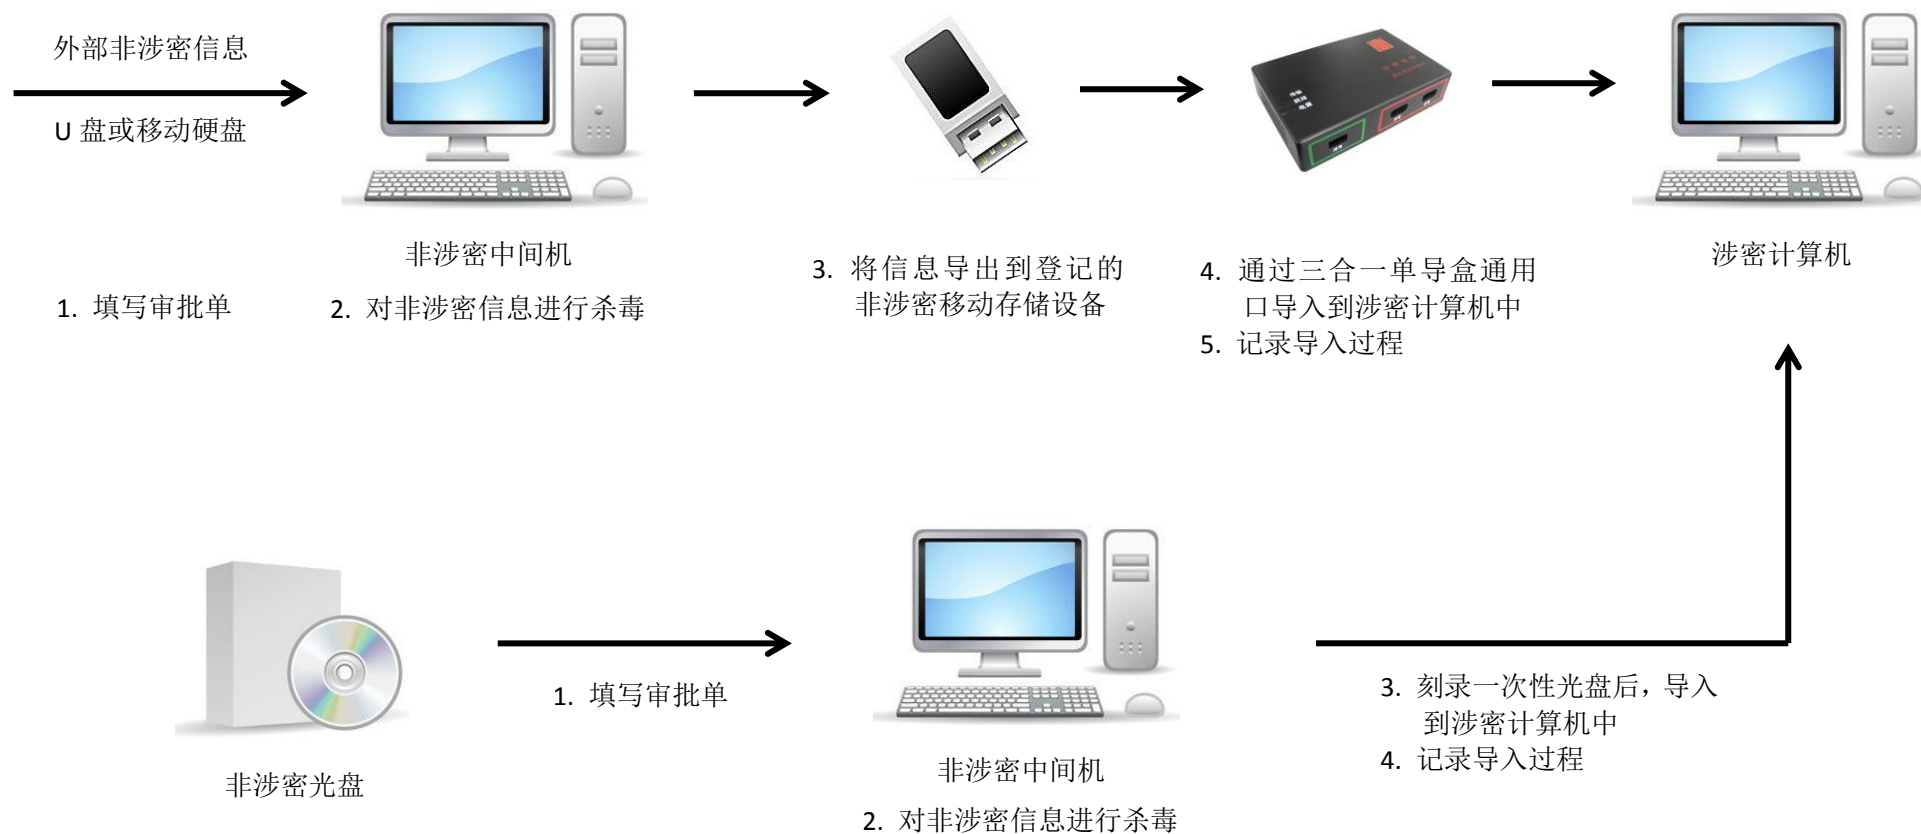 外部非涉密信息
U 盘或移动硬盘
非涉密中间机
涉密计算机
1. 填写审批单
2. 对非涉密信息进行杀毒
3. 将信息导出到登记的
非涉密移动存储设备
4. 通过三合一单导盒通用
口导入到涉密计算机中
5. 记录导入过程
非涉密光盘
1. 填写审批单
非涉密中间机
2. 对非涉密信息进行杀毒
3. 刻录一次性光盘后，导入
到涉密计算机中
4. 记录导入过程